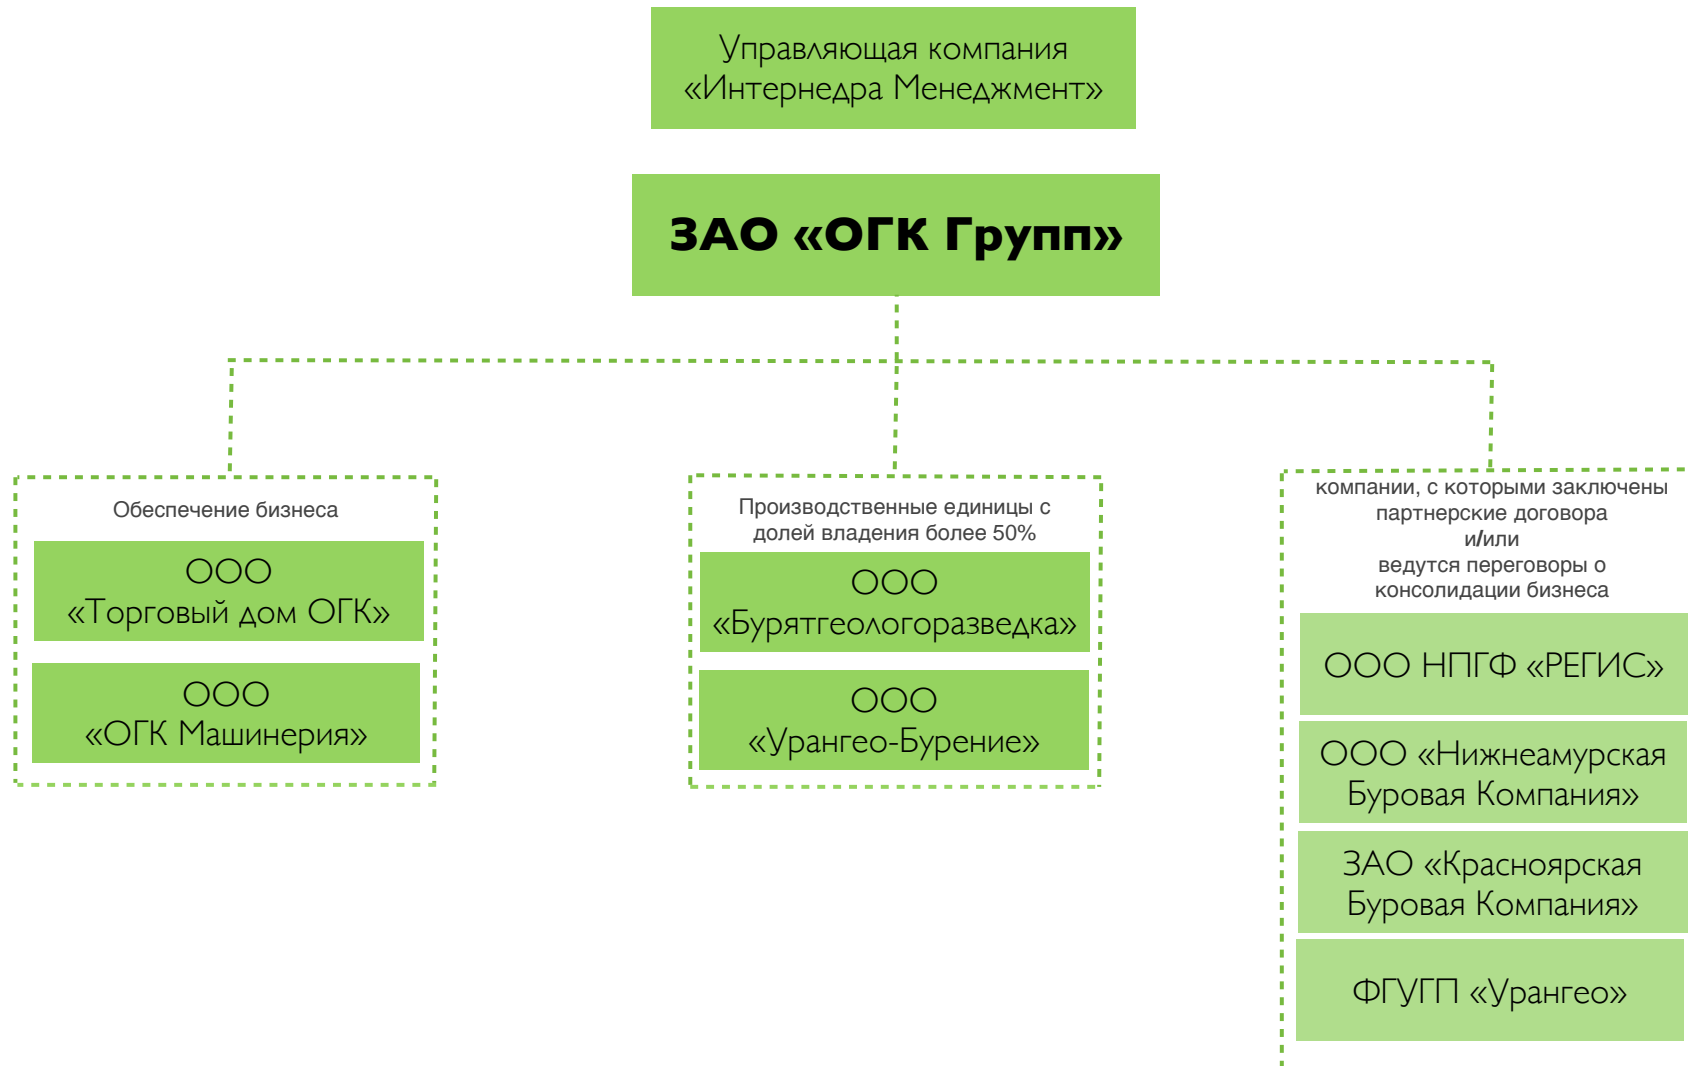 Управляющая компания
«Интернедра Менеджмент»
ЗАО «ОГК Групп»
Обеспечение бизнеса
ООО
«Торговый дом ОГК»
ООО
«ОГК Машинерия»
Производственные единицы с
долей владения более 50%
ООО
«Бурятгеологоразведка»
ООО
«Урангео-Бурение»
компании, с которыми заключены
партнерские договора
и/или
ведутся переговоры о
консолидации бизнеса
ООО НПГФ «РЕГИС»
ООО «Нижнеамурская
Буровая Компания»
ЗАО «Красноярская
Буровая Компания»
ФГУГП «Урангео»